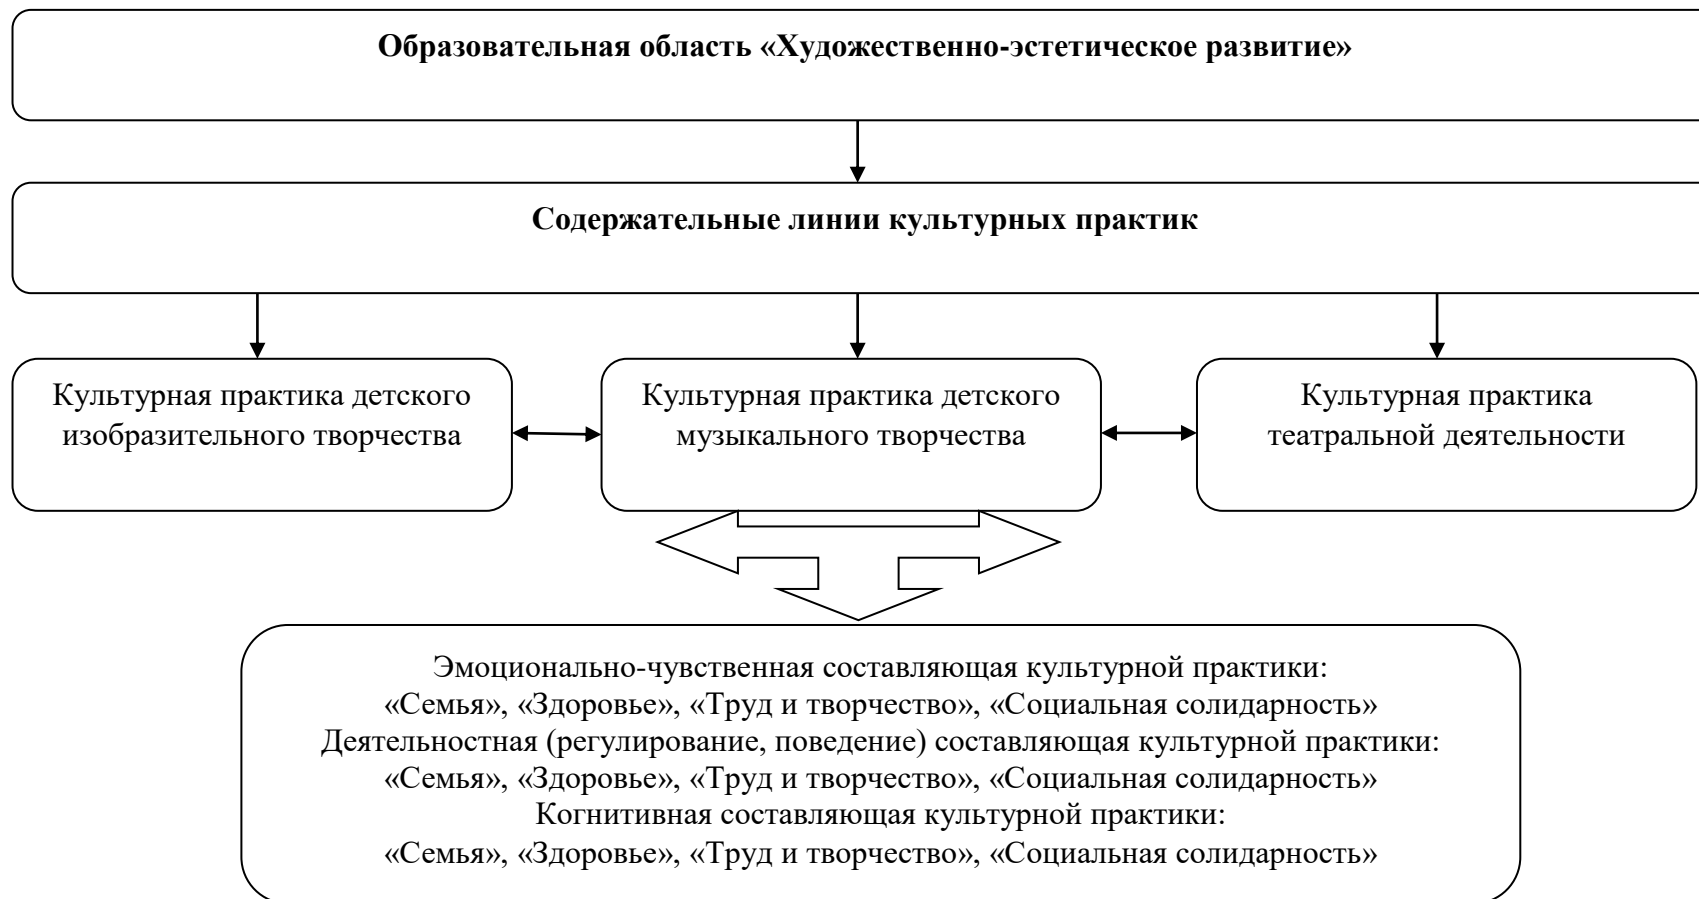 Образовательная область «Художественно-эстетическое развитие»
Содержательные линии культурных практик
Культурная практика детского
изобразительного творчества
Культурная практика детского
музыкального творчества
Культурная практика
театральной деятельности
Эмоционально-чувственная составляющая культурной практики:
«Семья», «Здоровье», «Труд и творчество», «Социальная солидарность»
Деятельностная (регулирование, поведение) составляющая культурной практики:
«Семья», «Здоровье», «Труд и творчество», «Социальная солидарность»
Когнитивная составляющая культурной практики:
«Семья», «Здоровье», «Труд и творчество», «Социальная солидарность»